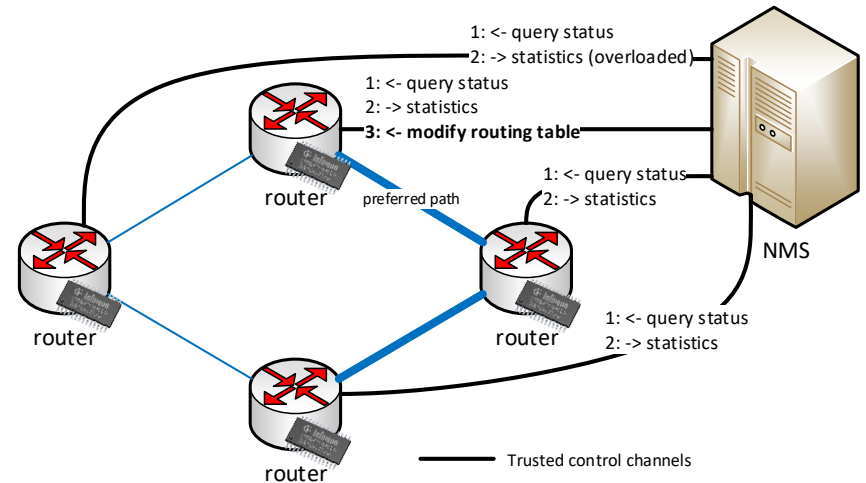 1: <- query status
2: -> statistics (overloaded)
1: <- query status
2: -> statistics
3: <- modify routing table
router
preferred path
1: <- query status
2: -> statistics
NMS
router
router
1: <- query status
2: -> statistics
router
Trusted control channels